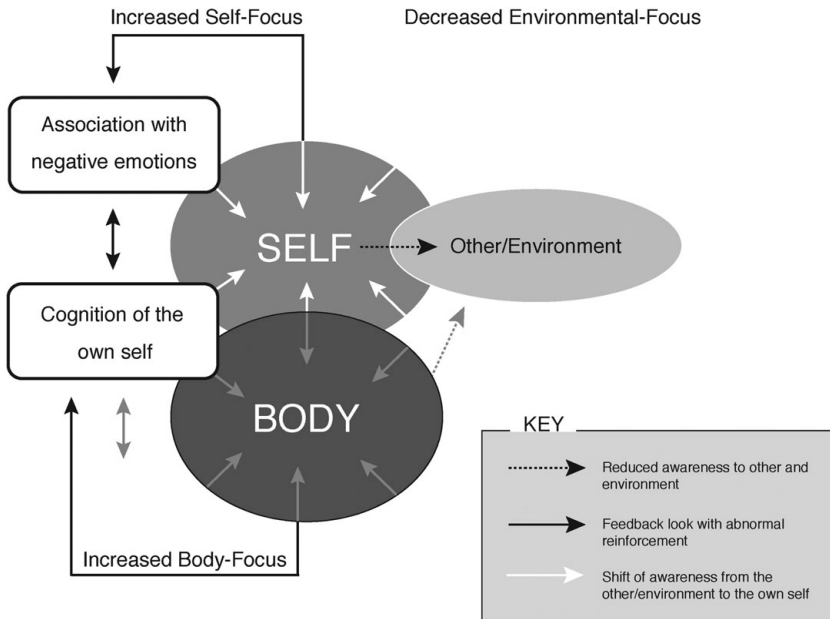 Increased Self-Focus
Decreased Environmental-Focus
Association with
negative emotions
SELF
Other/Environment
Cognition of the
own self
BODY
Increased Body-Focus
KEY
Reduced awareness to other and
environment
Feedback look with abnormal
reinforcement
Shift of awareness from the
other/environment to the own self